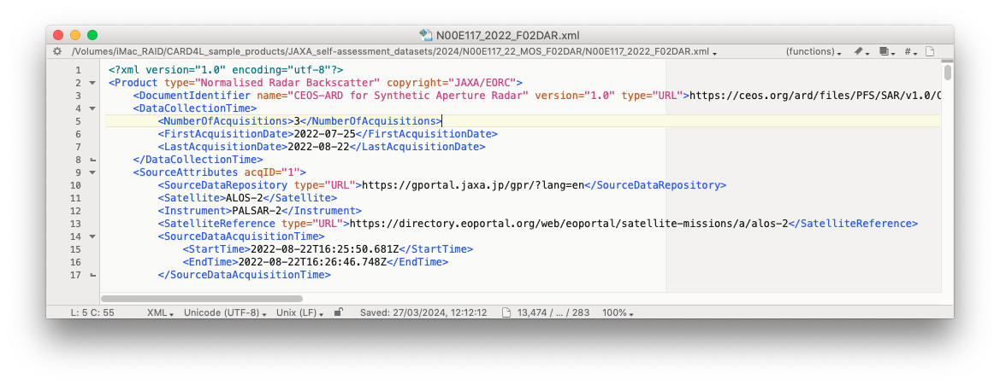 N00E117_2022_F02DAR.xml
/Volumes/iMac_RAID/CARD4L_sample_products/JAXA_self-assessment_datasets/2024/N00E117_22_MOS_F02DAR/N00E117_2022_F02DAR.xml (functions) #
1 <?xml version="1.0" encoding="utf-8"?>
2 <Product type="Normalised Radar Backscatter" copyright="JAXA/EORC">
3 <DocumentIdentifier name="CEOS-ARD for Synthetic Aperture Radar" version="1.0" type="URL">https://ceos.org/ard/files/PFS/SAR/v1.0/
4 <DataCollectionTime>
5 <NumberOfAcquisitions>3</NumberOfAcquisitions>
6 <FirstAcquisitionDate>2022-07-25</FirstAcquisitionDate>
7 <LastAcquisitionDate>2022-08-22</LastAcquisitionDate>
8 </DataCollectionTime>
9 <SourceAttributes acqID="1">
10 <SourceDataRepository type="URL">https://gportal.jaxa.jp/gpr/?lang=en</SourceDataRepository>
11 <Satellite>ALOS-2</Satellite>
12 <Instrument>PALSAR-2</Instrument>
13 <SatelliteReference type="URL">https://directory.eoportal.org/web/eoportal/satellite-missions/a/alos-2</SatelliteReference>
14 <SourceDataAcquisitionTime>
15 <StartTime>2022-08-22T16:25:50.681Z</StartTime>
16 <EndTime>2022-08-22T16:26:46.748Z</EndTime>
17 </SourceDataAcquisitionTime>
L: 5 C: 55 XML Unicode (UTF-8) Unix (LF) Saved: 27/03/2024, 12:12:12 13,474 / ... / 283 100%